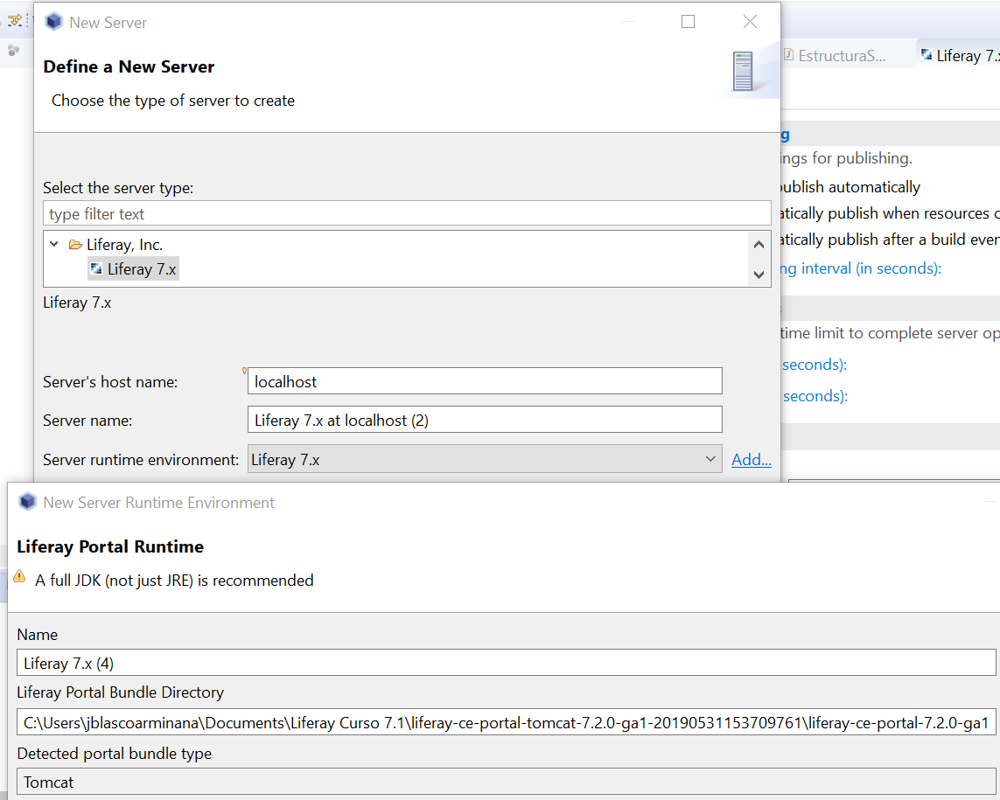 New Server
Define a New Server
Choose the type of server to create
EstructuraS...
Liferay 7.
ings for publishing.
publish automatically
atically publish when resources
atically publish after a build even
ng interval (in seconds):
time limit to complete server op
seconds):
seconds):
Select the server type:
type filter text
Liferay, Inc.
Liferay 7.x
Liferay 7.x
Server's host name:
localhost
Server name:
Liferay 7.x at localhost (2)
Server runtime environment:
Liferay 7.x
Add...
New Server Runtime Environment
Liferay Portal Runtime
A full JDK (not just JRE) is recommended
Name
Liferay 7.x (4)
Liferay Portal Bundle Directory
C:\Users\jblascoarminana\Documents\Liferay Curso 7.1\liferay-ce-portal-tomcat-7.2.0-ga1-20190531153709761\liferay-ce-portal-7.2.0-ga1
Detected portal bundle type
Tomcat